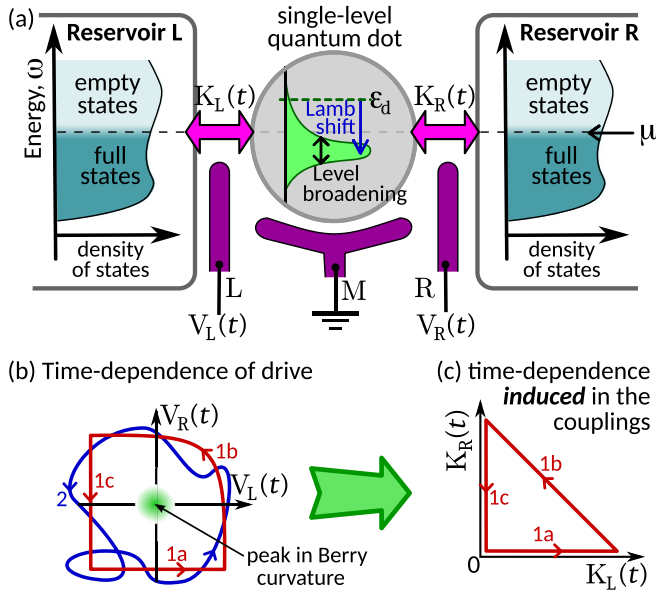 (a)
Reservoir L
single-level
quantum dot
Reservoir R
Energy, ω
empty
states
full
states
density
of states
K_L(t)
ε_d
Lamb
shift
Level
broadening
K_R(t)
empty
states
full
states
μ
density
of states
L
M
R
V_L(t)
V_R(t)
(b) Time-dependence of drive
V_R(t)
V_L(t)
1b
1c
2
1a
peak in Berry
curvature
(c) time-dependence
induced in the
couplings
K_R(t)
1b
1c
1a
0
K_L(t)